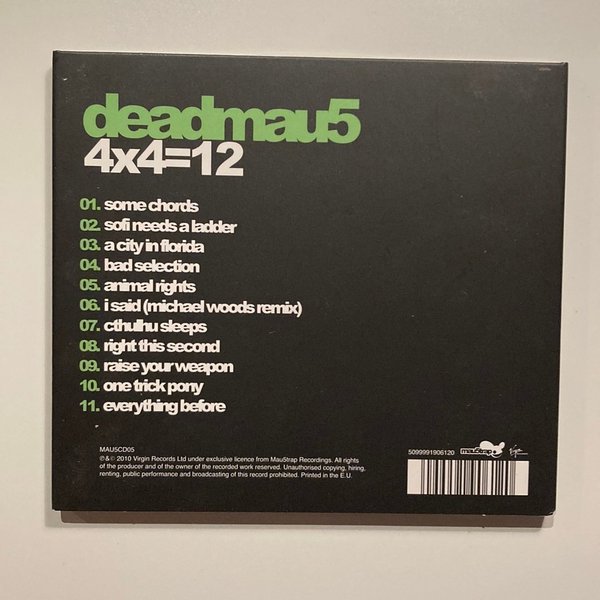 deadmau5
4x4=12
01. some chords
02. sofi needs a ladder
03. a city in florida
04. bad selection
05. animal rights
06. i said (michael woods remix)
07. cthulhu sleeps
08. right this second
09. raise your weapon
10. one trick pony
11. everything before
MAU5CD05
℗ & © 2010 Virgin Records Ltd under exclusive licence from Mau5trap Recordings. All rights
of the producer and of the owner of the recorded work reserved. Unauthorised copying, hiring,
renting, public performance and broadcasting of this record prohibited. Printed in the E.U.
5099991906120